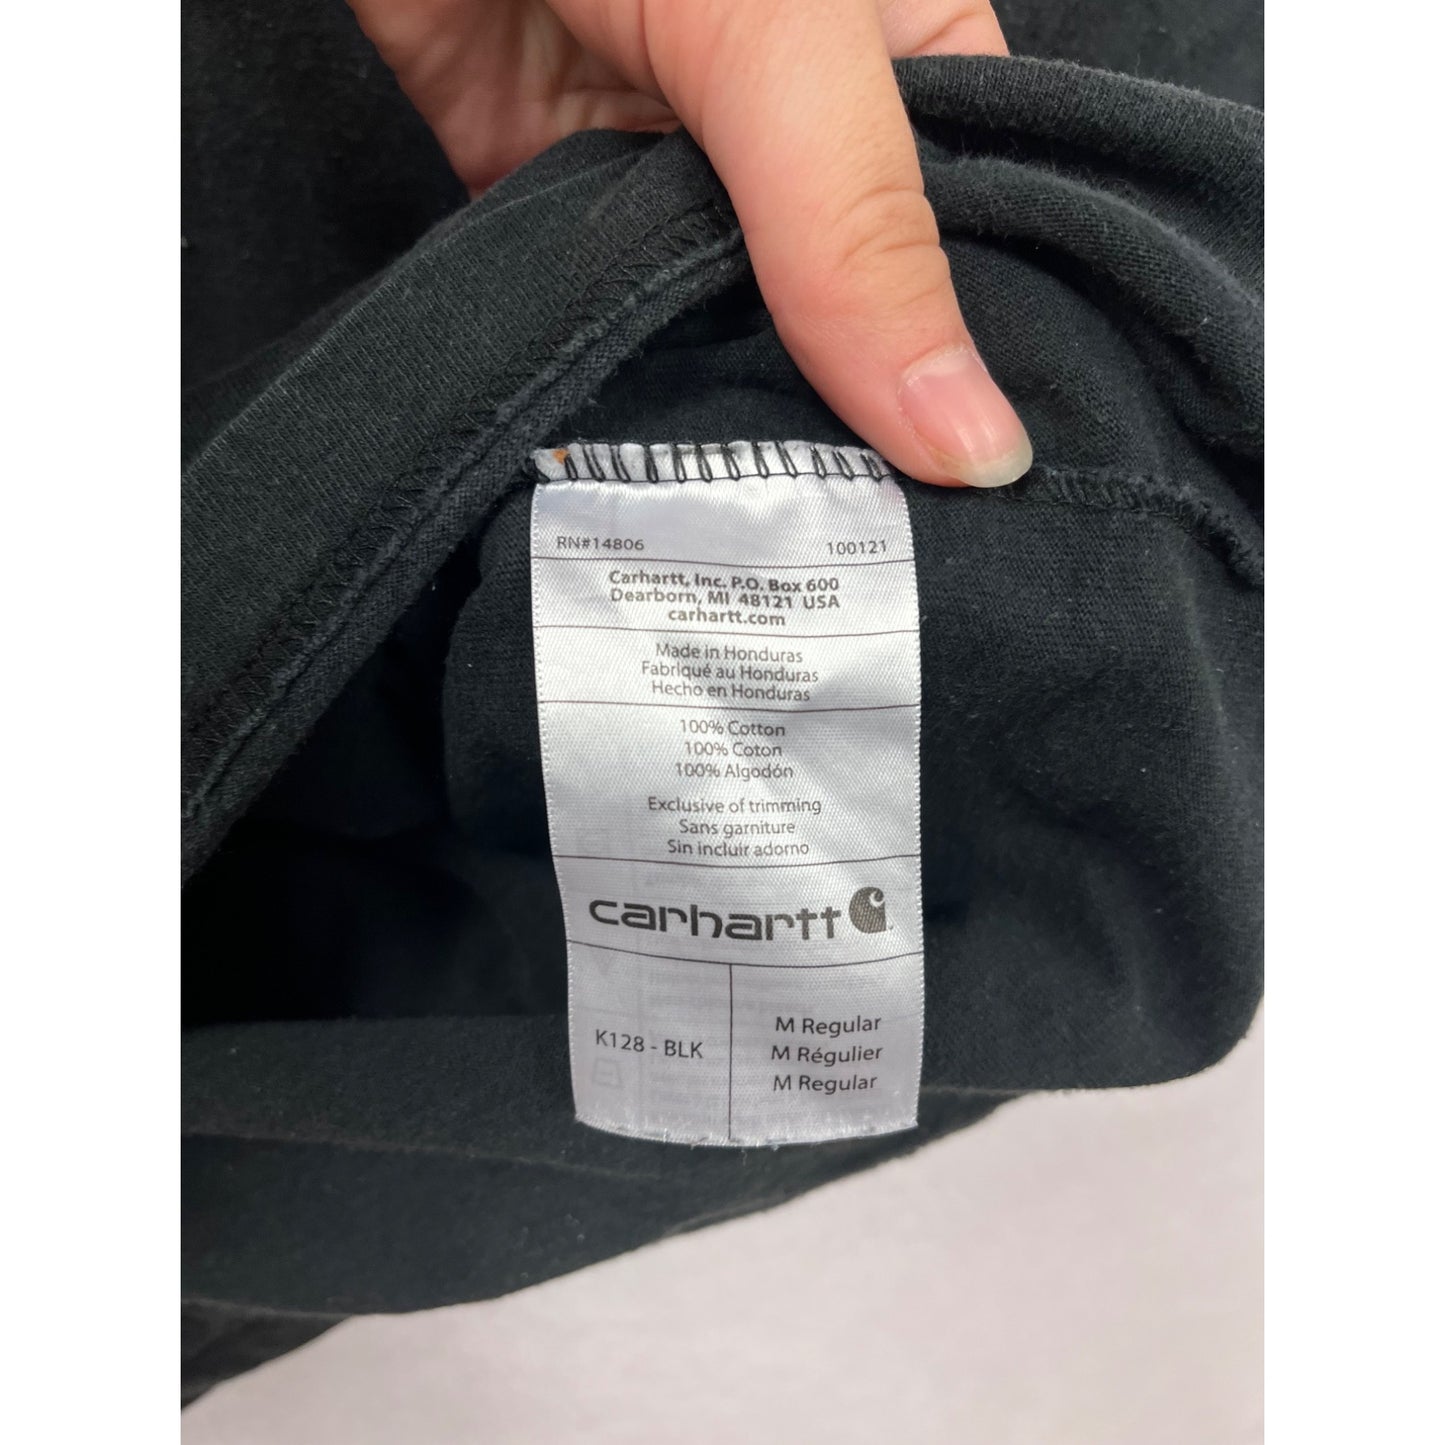 RN#14806 100121
Carhartt, Inc. P.O. Box 600
Dearborn, MI 48121 USA
carhartt.com
Made in Honduras
Fabriqué au Honduras
Hecho en Honduras
100% Cotton
100% Coton
100% Algodón
Exclusive of trimming
Sans garniture
Sin incluir adorno
carhartt
K128 - BLK
M Regular
M Régulier
M Regular